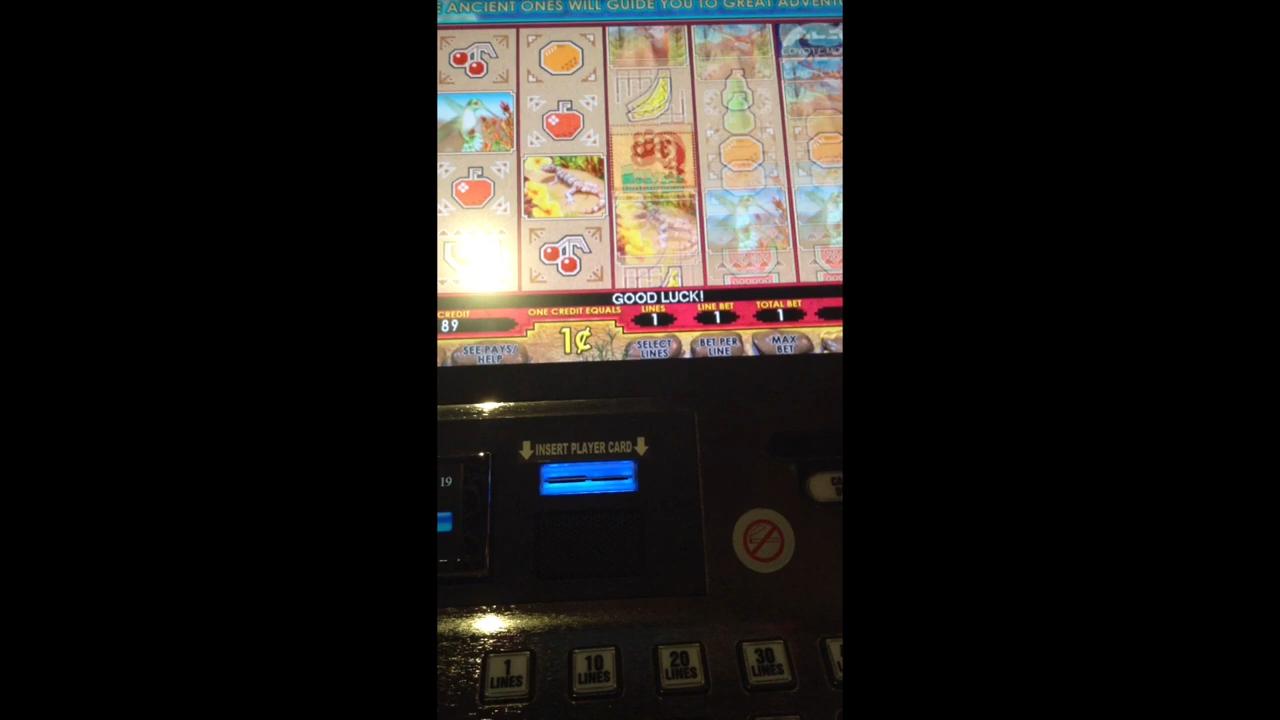 ANCIENT ONES WILL GUIDE YOU TO GREAT
COYOTE
GOOD LUCK!
CREDIT
89
ONE CREDIT EQUALS
1¢
LINES
1
LINE BET
1
TOTAL BET
1
SEE PAYS/
HELP
SELECT
LINES
BET PER
LINE
MAX
BET
INSERT PLAYER CARD
19
1
LINES
10
LINES
20
LINES
30
LINES